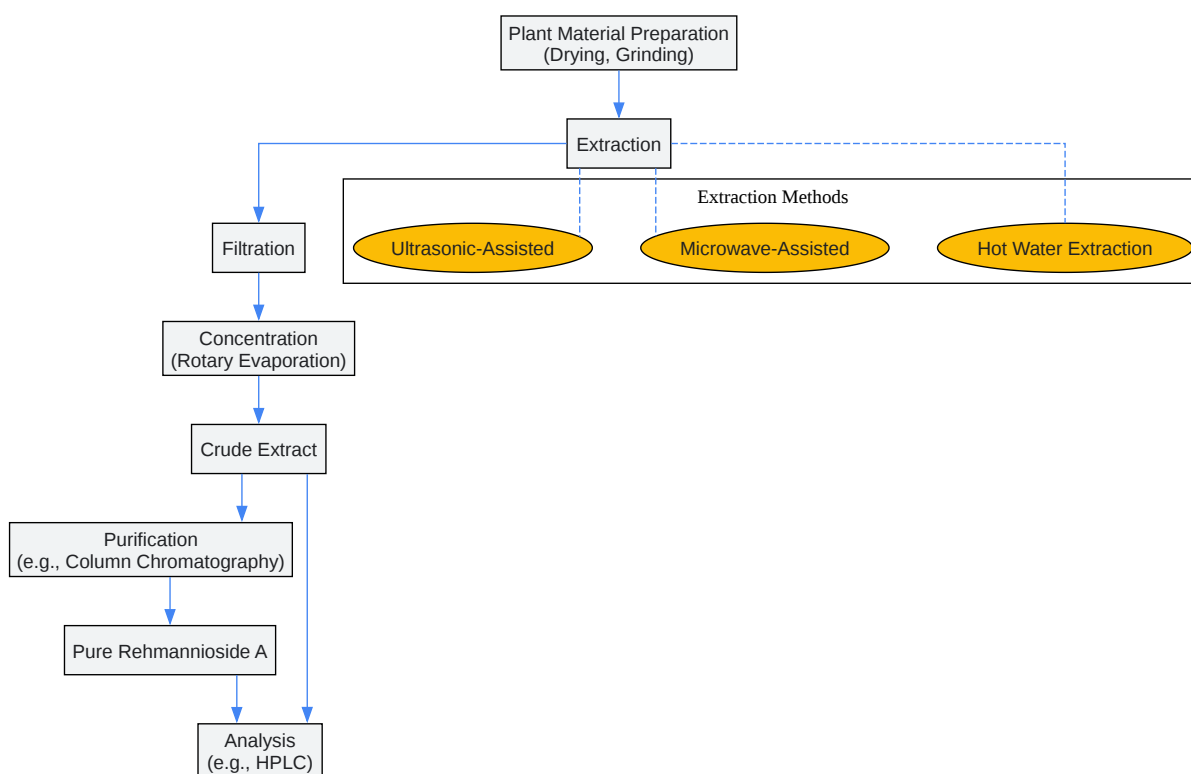 Plant Material Preparation
(Drying, Grinding)
Extraction
Extraction Methods
Filtration
Ultrasonic-Assisted
Microwave-Assisted
Hot Water Extraction
Concentration
(Rotary Evaporation)
Crude Extract
Purification
(e.g., Column Chromatography)
Pure Rehmannioside A
Analysis
(e.g., HPLC)